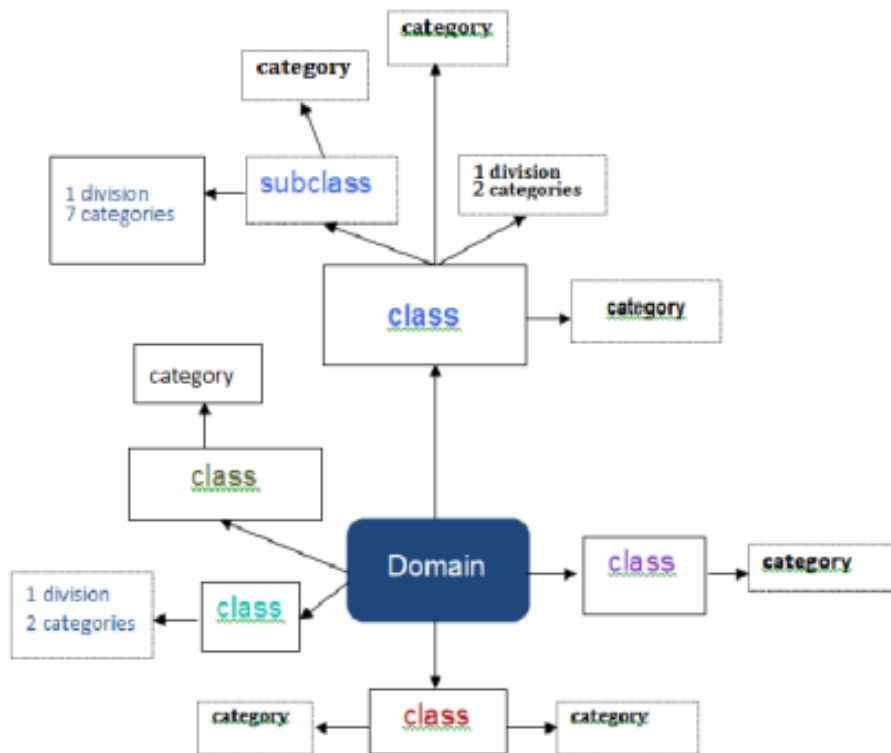 category
category
subclass
1 division
2 categories
1 division
7 categories
class
category
category
class
Domain
class
category
1 division
2 categories
class
category
class
category